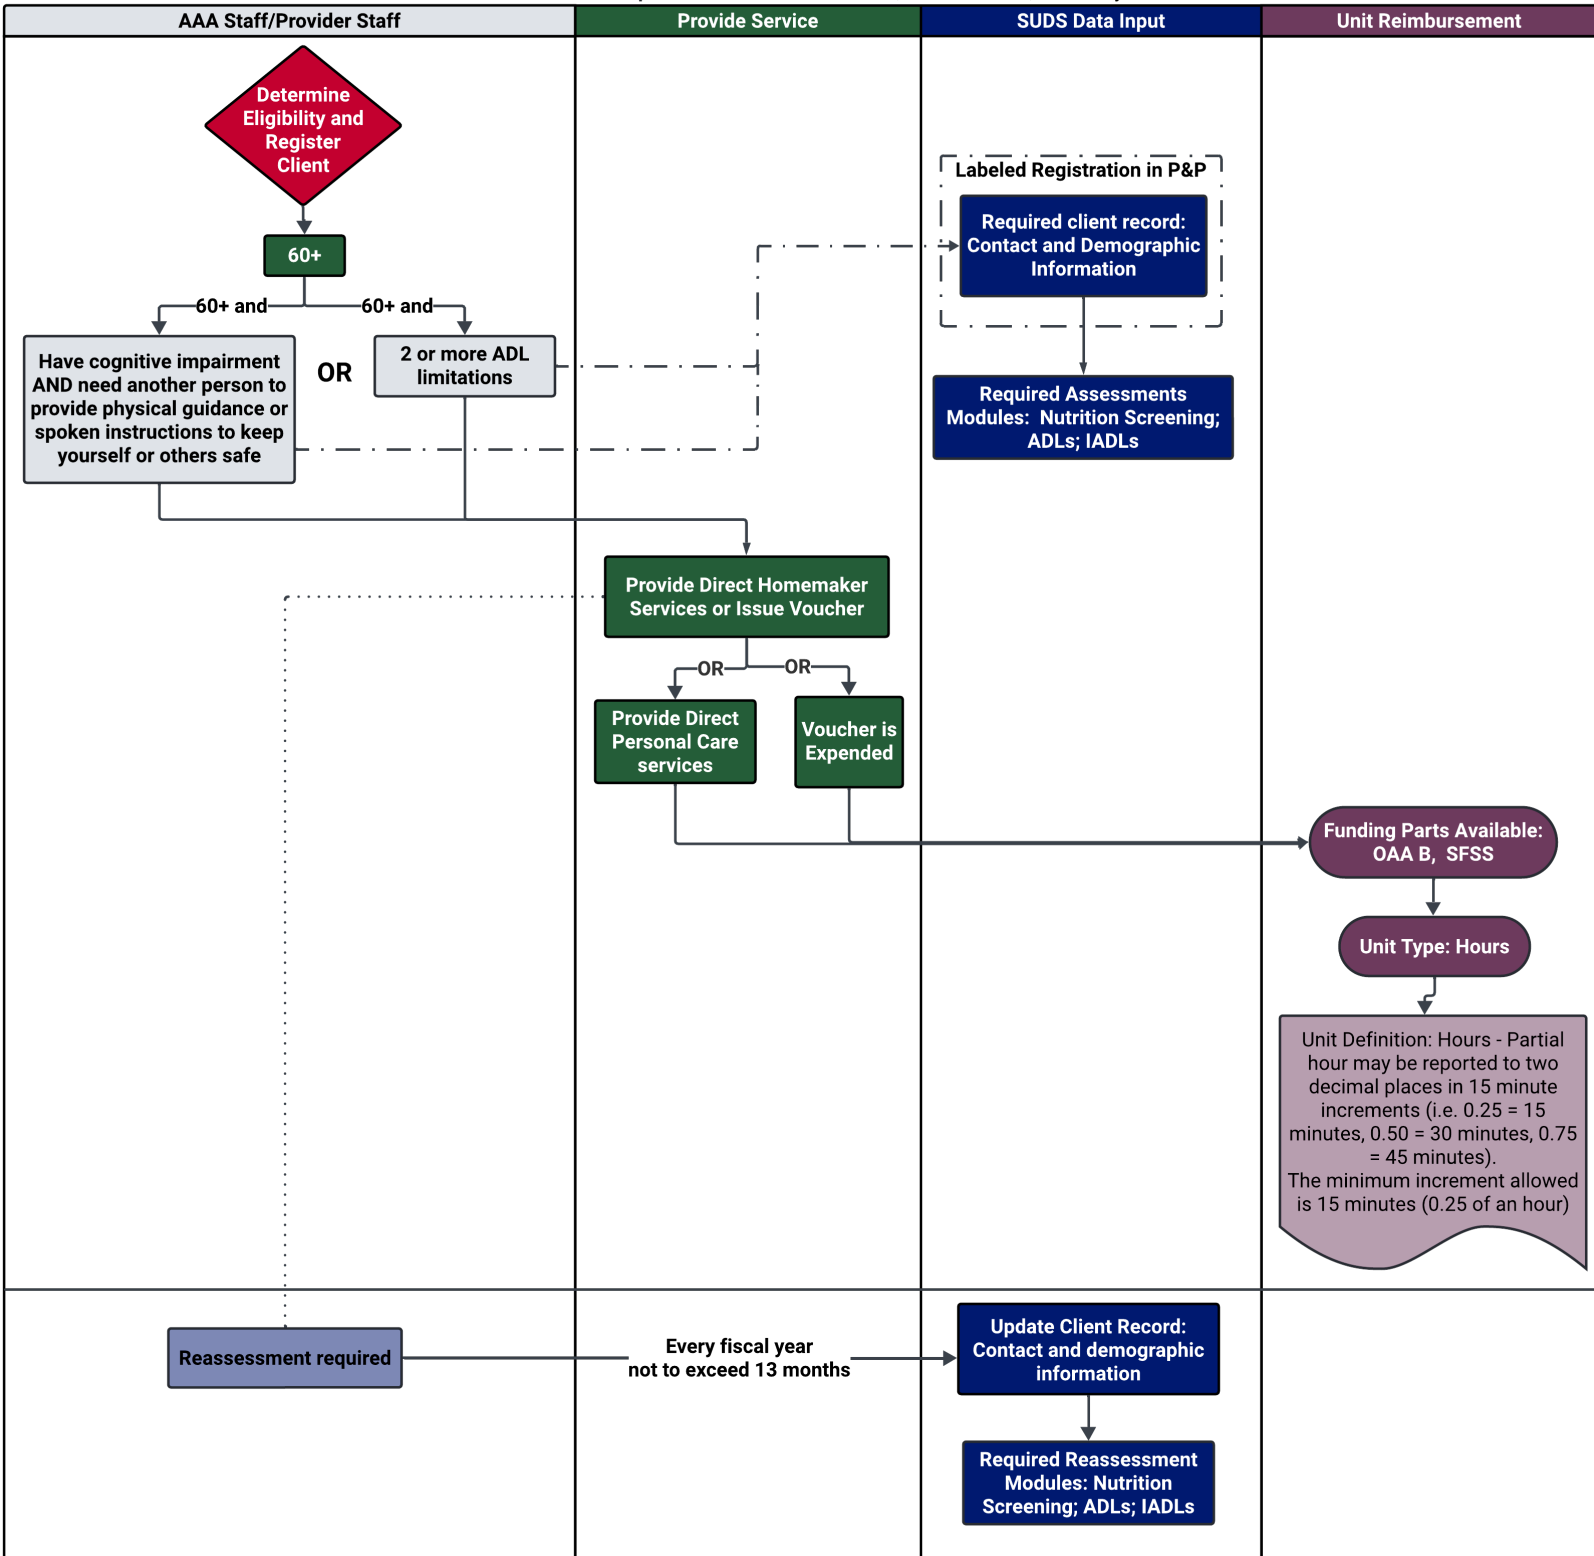 AAA Staff/Provider Staff
Provide Service
SUDS Data Input
Unit Reimbursement
Determine
Eligibility and
Register
Client
60+
60+ and
60+ and
Have cognitive impairment
AND need another person to
provide physical guidance or
spoken instructions to keep
yourself or others safe
OR
2 or more ADL
limitations
Labeled Registration in P&P
Required client record:
Contact and Demographic
Information
Required Assessments
Modules:  Nutrition Screening;
ADLs; IADLs
Provide Direct Homemaker
Services or Issue Voucher
OR
OR
Provide Direct
Personal Care
services
Voucher is
Expended
Funding Parts Available:
OAA B,  SFSS
Unit Type: Hours
Unit Definition: Hours - Partial
hour may be reported to two
decimal places in 15 minute
increments (i.e. 0.25 = 15
minutes, 0.50 = 30 minutes, 0.75
= 45 minutes).
The minimum increment allowed
is 15 minutes (0.25 of an hour)
Reassessment required
Every fiscal year
not to exceed 13 months
Update Client Record:
Contact and demographic
information
Required Reassessment
Modules: Nutrition
Screening; ADLs; IADLs